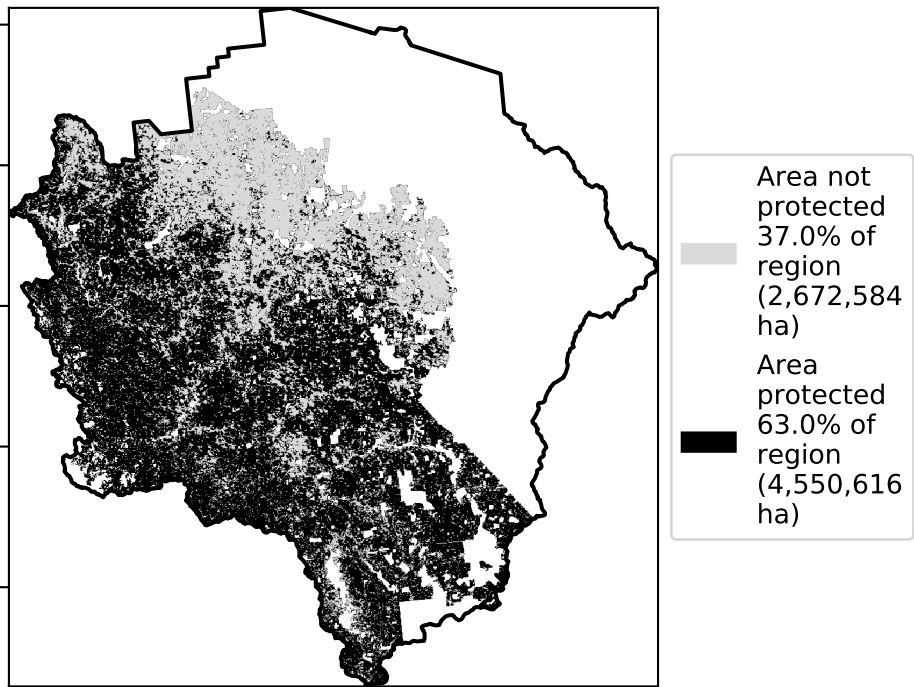 Area not
protected
37.0% of
region
(2,672,584
ha)
Area
protected
63.0% of
region
(4,550,616
ha)